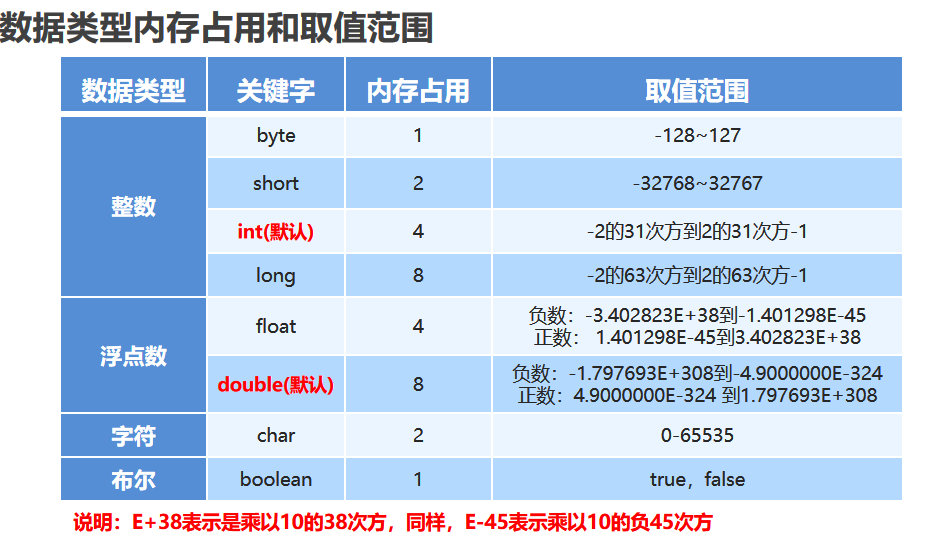 数据类型内存占用和取值范围
数据类型 关键字 内存占用 取值范围
整数
byte 1 -128~127
short 2 -32768~32767
int(默认) 4 -2的31次方到2的31次方-1
long 8 -2的63次方到2的63次方-1
浮点数
float 4 负数：-3.402823E+38到-1.401298E-45
正数： 1.401298E-45到3.402823E+38
double(默认) 8 负数：-1.797693E+308到-4.9000000E-324
正数：4.9000000E-324 到1.797693E+308
字符 char 2 0-65535
布尔 boolean 1 true，false
说明：E+38表示是乘以10的38次方，同样，E-45表示乘以10的负45次方